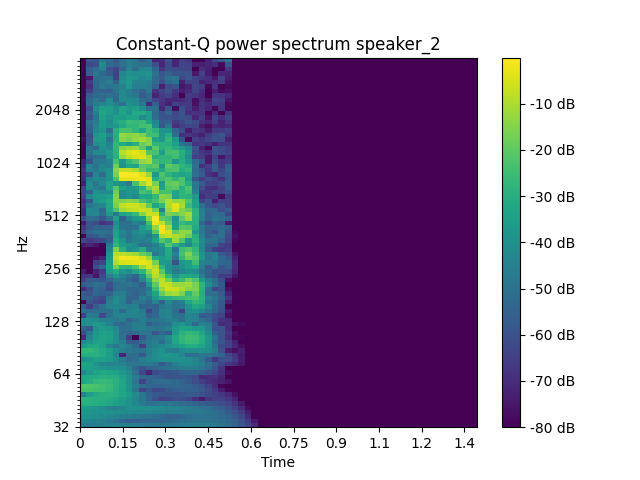 Constant-Q power spectrum speaker_2
Hz
2048
1024
512
256
128
64
32
0 0.15 0.3 0.45 0.6 0.75 0.9 1.1 1.2 1.4
Time
-10 dB
-20 dB
-30 dB
-40 dB
-50 dB
-60 dB
-70 dB
-80 dB